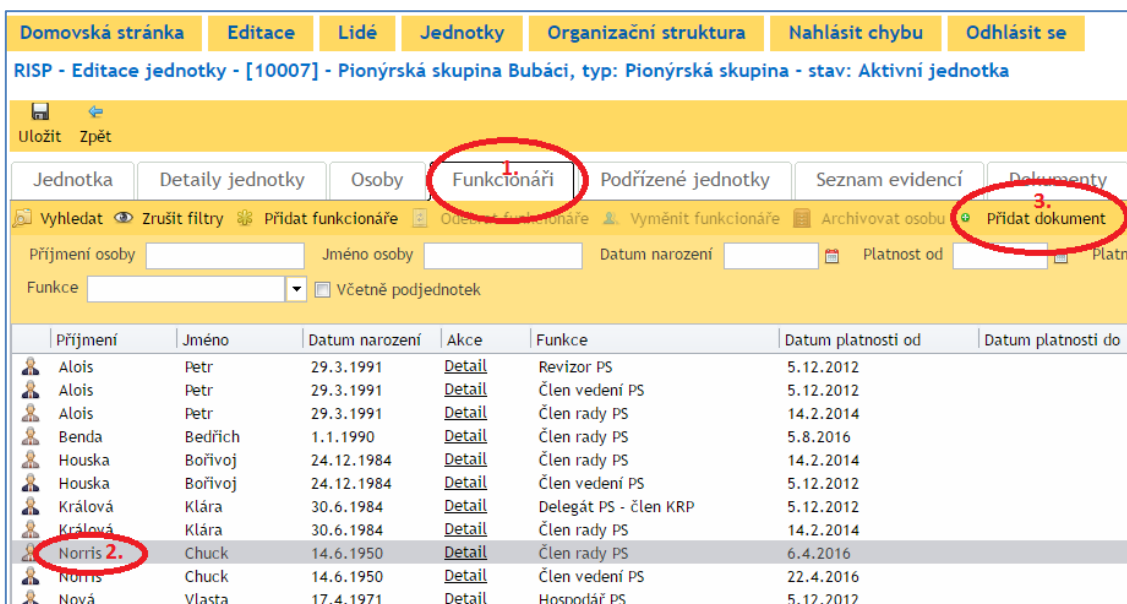 Domovská stránka Editace Lidé Jednotky Organizační struktura Nahlásit chybu Odhlásit se
RISP - Editace jednotky - [10007] - Pionýrská skupina Bubáci, typ: Pionýrská skupina - stav: Aktivní jednotka
Uložit Zpět
1.
Jednotka Detaily jednotky Osoby Funkcionáři Podřízené jednotky Seznam evidencí Dokumenty
3.
Vyhledat Zrušit filtry Přidat funkcionáře Odebrat funkcionáře Vyměnit funkcionáře Archivovat osobu Přidat dokument
Příjmení osoby Jméno osoby Datum narození Platnost od Platn
Funkce Včetně podjednotek
Příjmení Jméno Datum narození Akce Funkce Datum platnosti od Datum platnosti do
Alois Petr 29.3.1991 Detail Revizor PS 5.12.2012
Alois Petr 29.3.1991 Detail Člen vedení PS 5.12.2012
Alois Petr 29.3.1991 Detail Člen rady PS 14.2.2014
Benda Bedřich 1.1.1990 Detail Člen rady PS 5.8.2016
Houska Bořivoj 24.12.1984 Detail Člen rady PS 14.2.2014
Houska Bořivoj 24.12.1984 Detail Člen rady PS 5.12.2012
Králová Klára 30.6.1984 Detail Delegát PS - člen KRP 5.12.2012
Králová Klára 30.6.1984 Detail Člen rady PS 14.2.2014
Norris 2. Chuck 14.6.1950 Detail Člen rady PS 6.4.2016
Norris Chuck 14.6.1950 Detail Člen vedení PS 22.4.2016
Nová Vlasta 17.4.1971 Detail Hospodář PS 5.12.2012